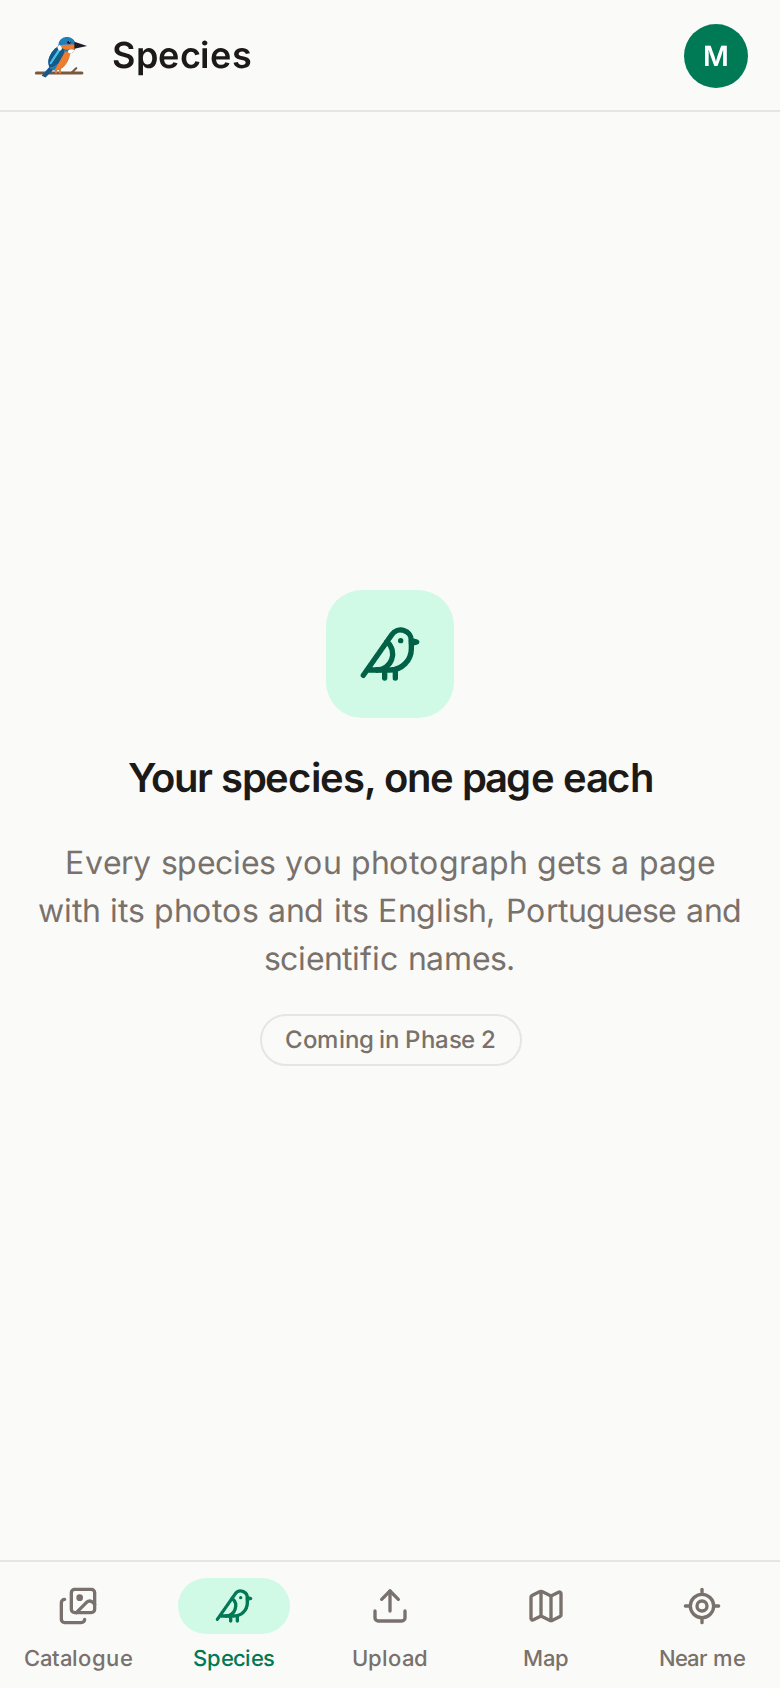 Species
M
Your species, one page each
Every species you photograph gets a page
with its photos and its English, Portuguese and
scientific names.
Coming in Phase 2
Catalogue
Species
Upload
Map
Near me